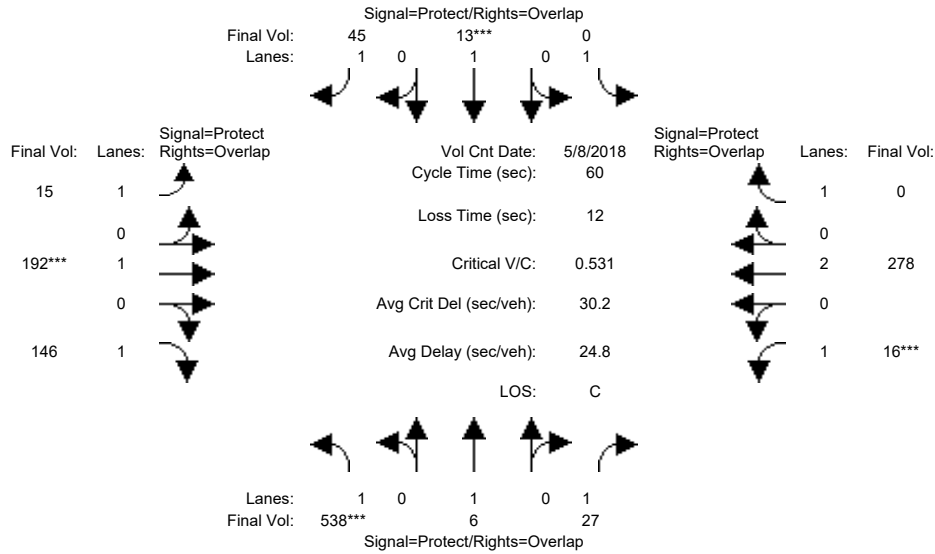 Signal=Protect/Rights=Overlap
Final Vol: 45 13*** 0
Lanes: 1 0 1 0 1
Signal=Protect Signal=Protect
Final Vol: Lanes: Rights=Overlap Vol Cnt Date: 5/8/2018 Rights=Overlap Lanes: Final Vol:
Cycle Time (sec): 60
15 1 1 0
Loss Time (sec): 12
0 0
192*** 1 Critical V/C: 0.531 2 278
0 Avg Crit Del (sec/veh): 30.2 0
146 1 Avg Delay (sec/veh): 24.8 1 16***
LOS: C
Lanes: 1 0 1 0 1
Final Vol: 538*** 6 27
Signal=Protect/Rights=Overlap